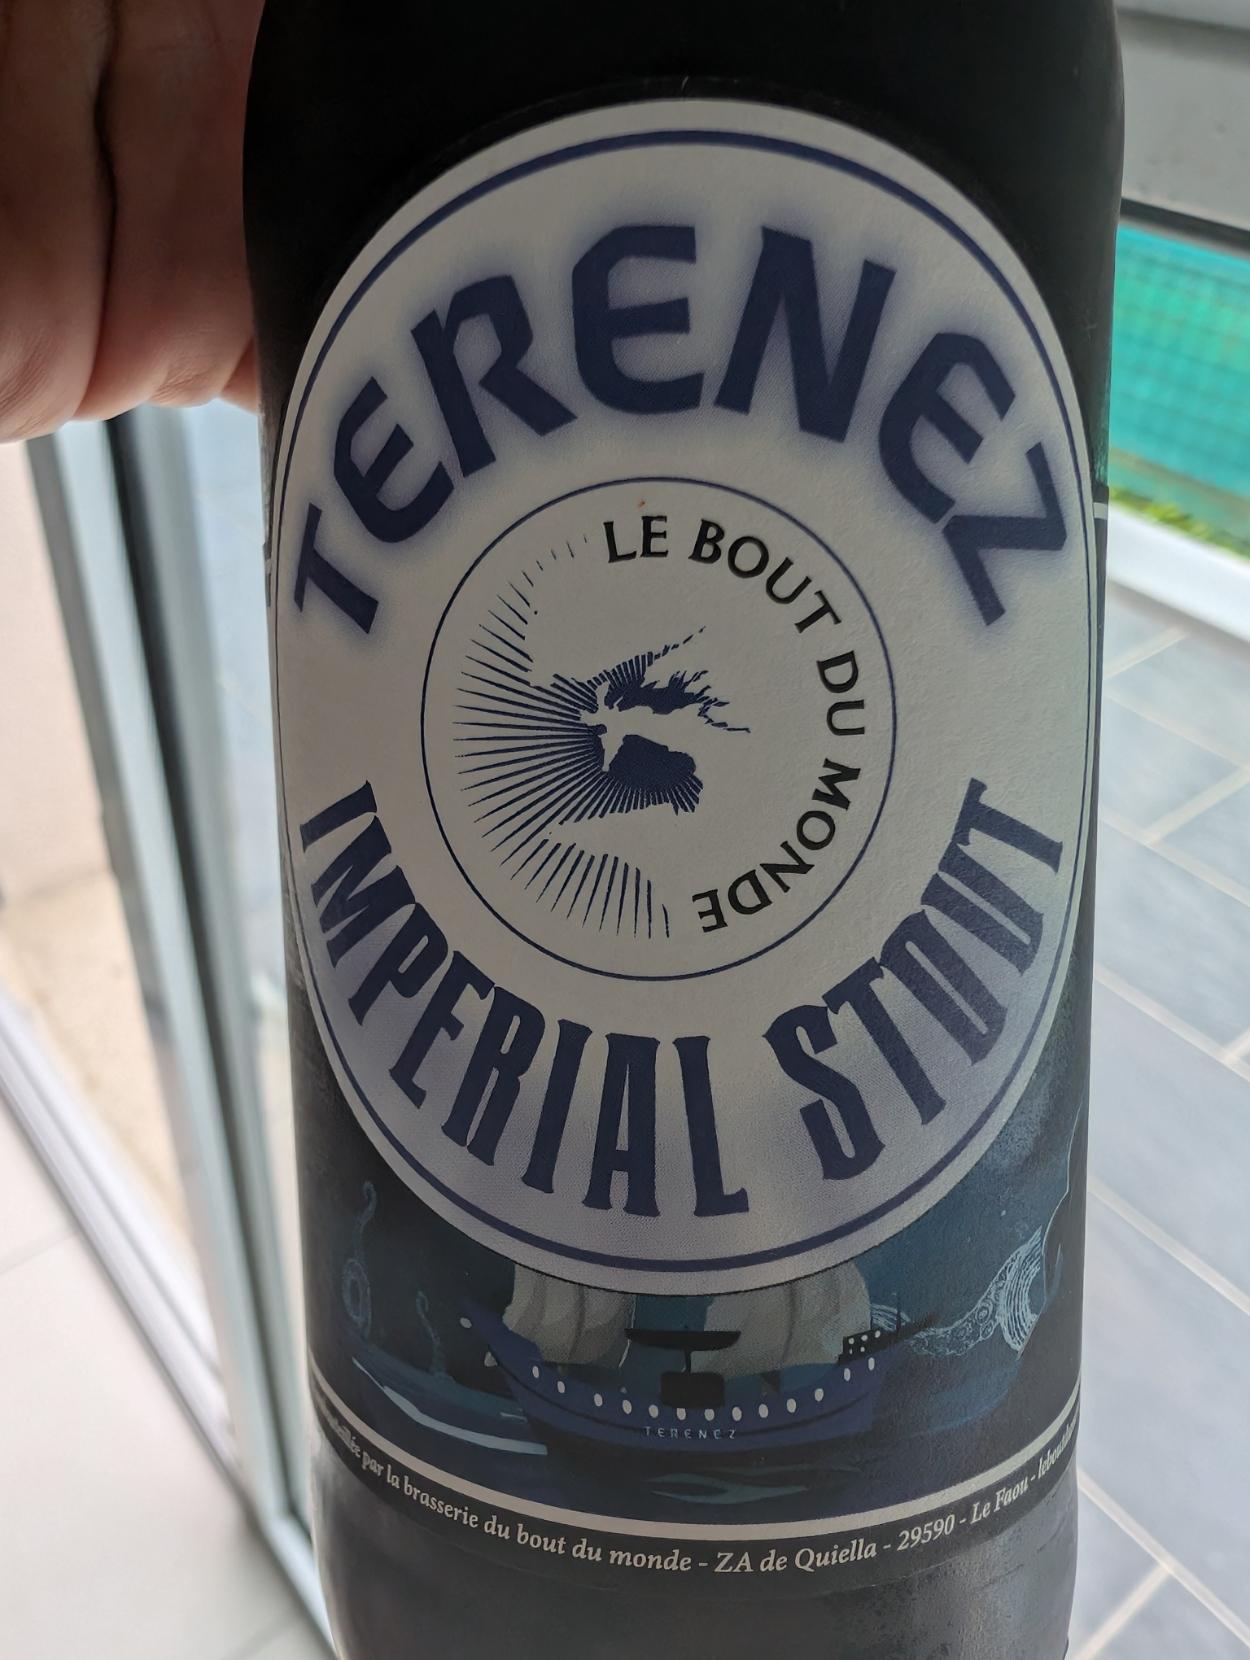 TERENEZ
LE BOUT DU MONDE
IMPERIAL STOUT
TERENEZ
par la brasserie du bout du monde - ZA de Quiella - 29590 - Le Faou -